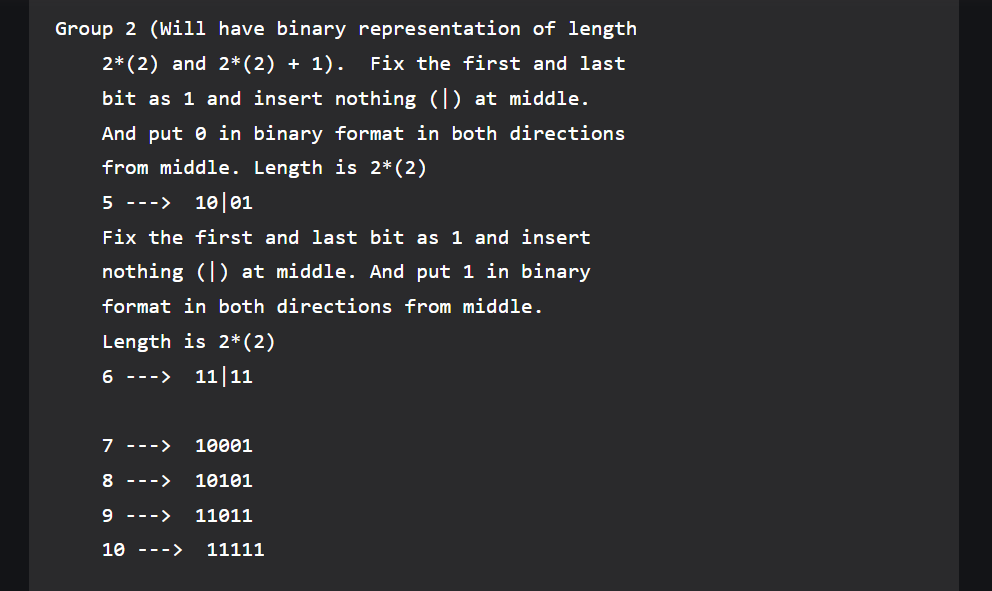 Group 2 (Will have binary representation of length
2*(2) and 2*(2) + 1).  Fix the first and last
bit as 1 and insert nothing (|) at middle.
And put 0 in binary format in both directions
from middle. Length is 2*(2)
5 --->  10|01
Fix the first and last bit as 1 and insert
nothing (|) at middle. And put 1 in binary
format in both directions from middle.
Length is 2*(2)
6 --->  11|11
7 --->  10001
8 --->  10101
9 --->  11011
10 --->  11111